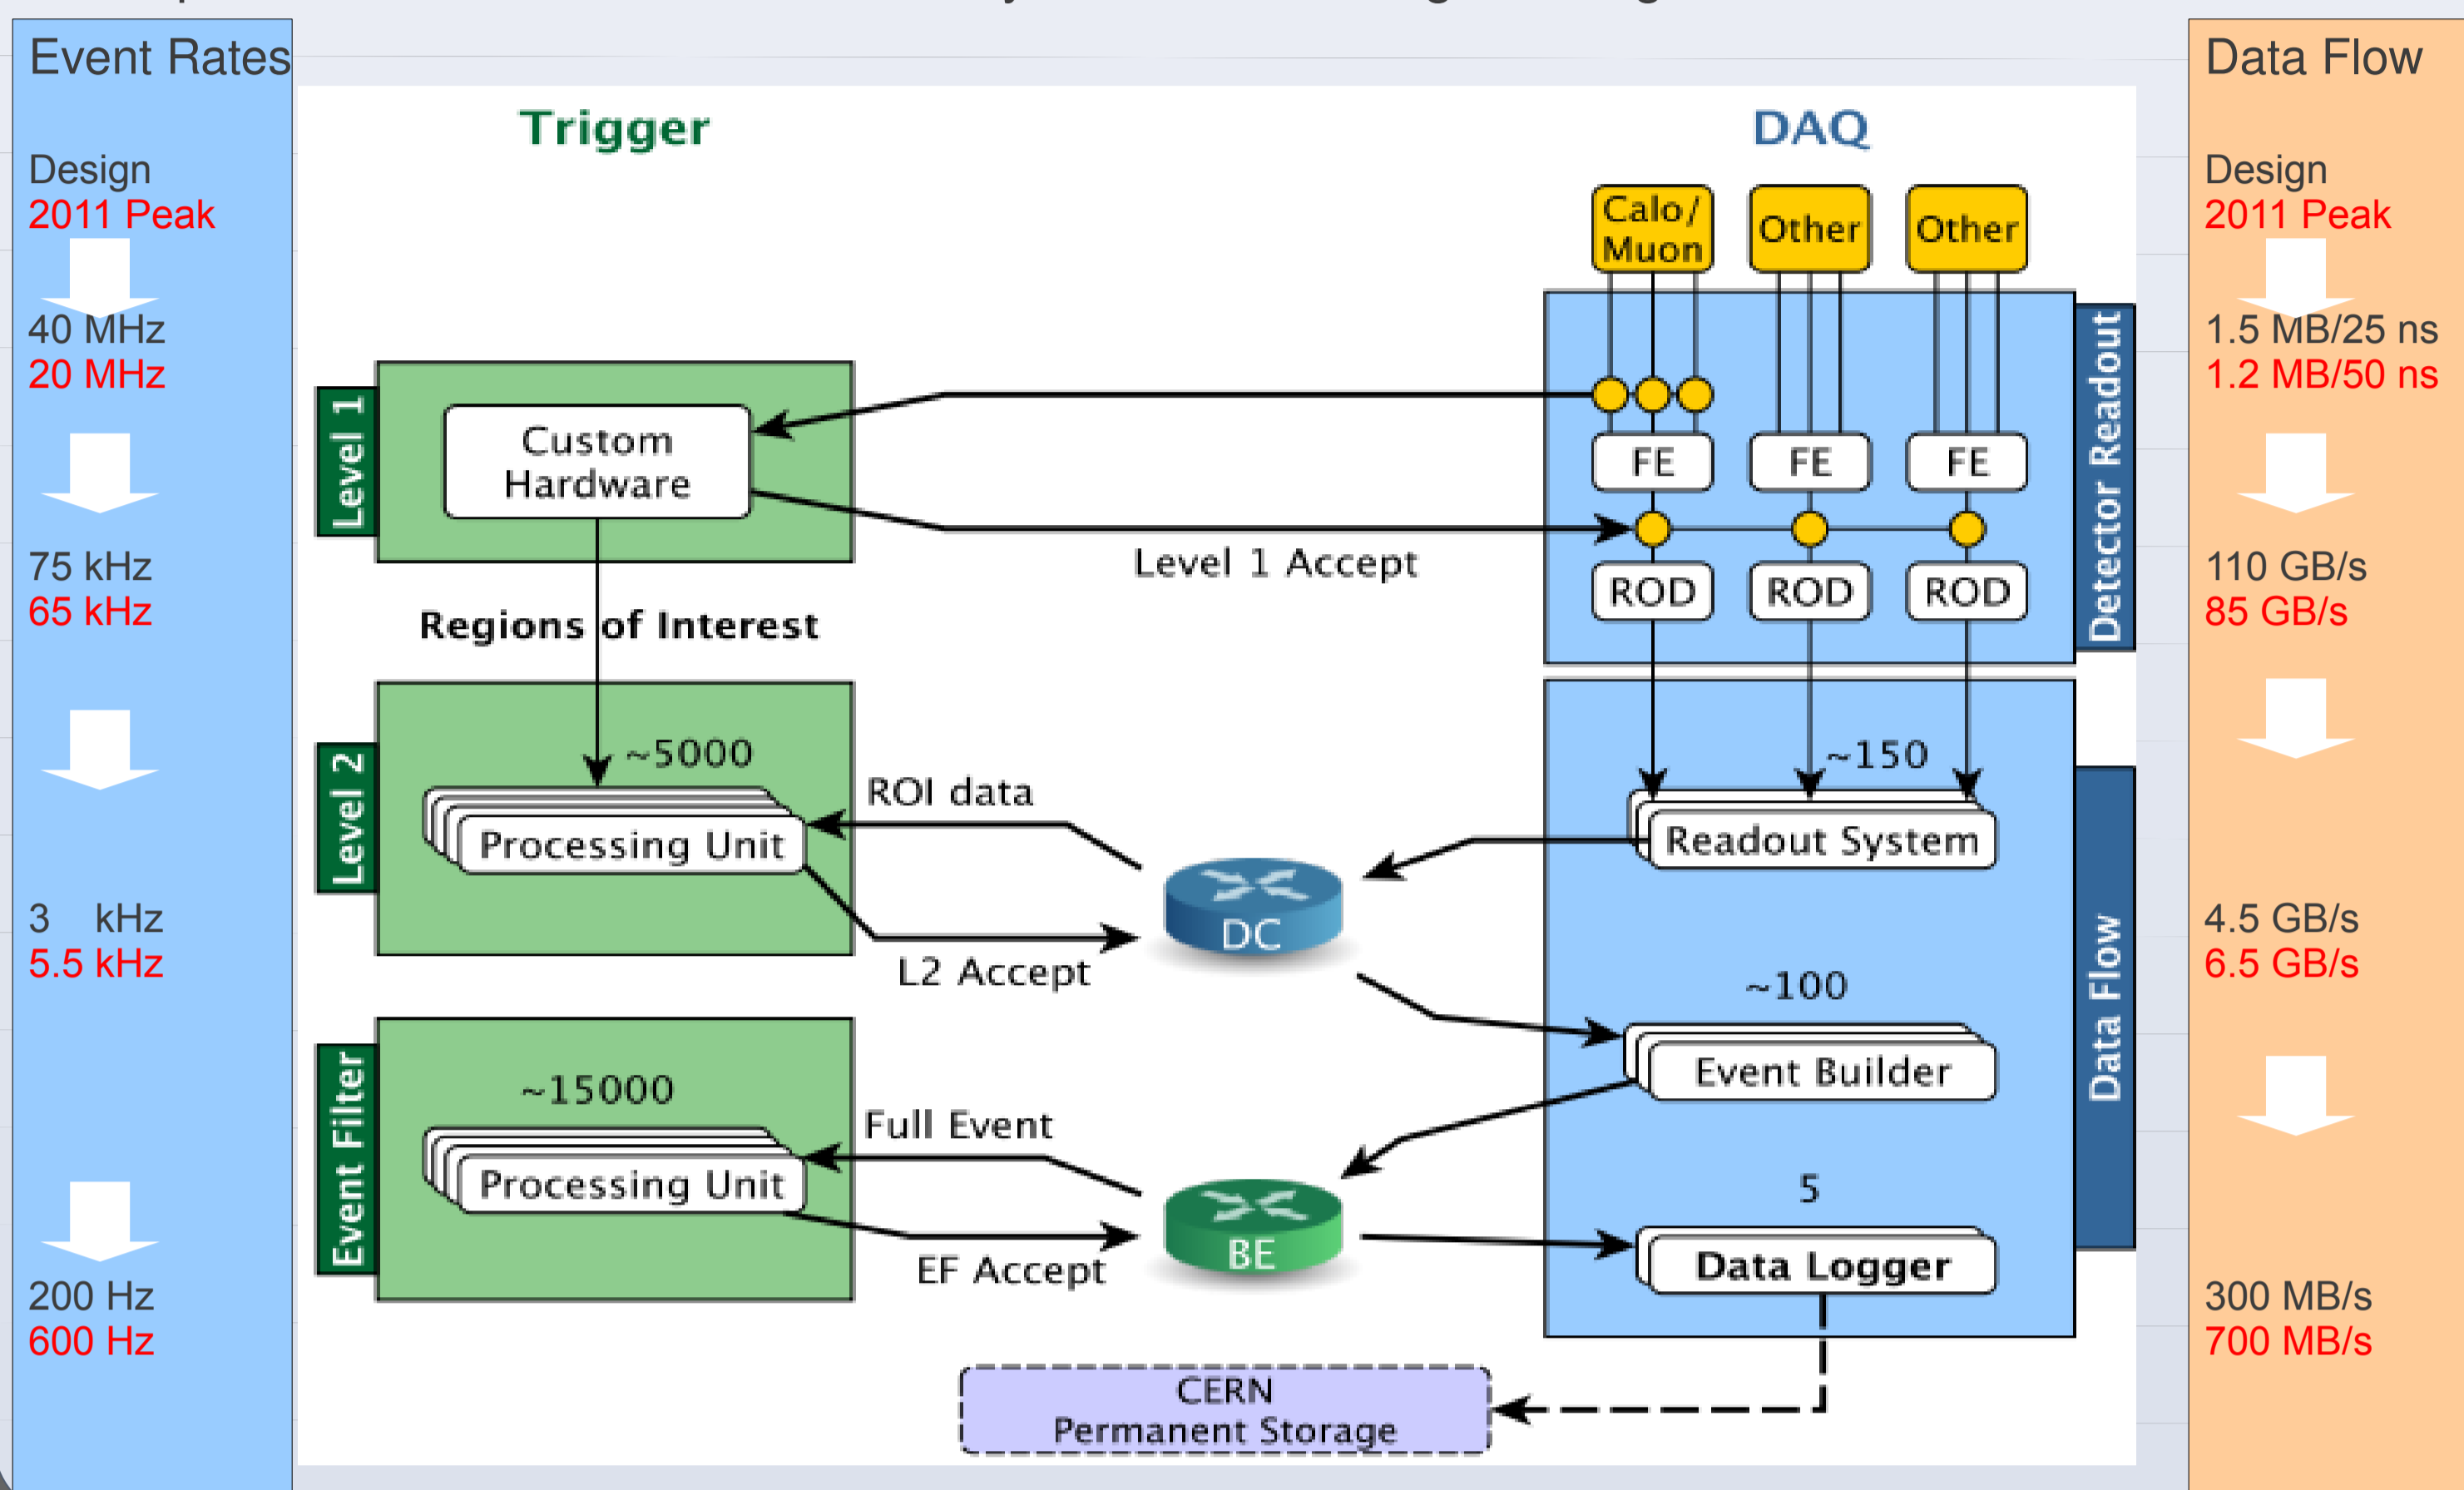 Event Rates
Design
2011 Peak
40 MHz
20 MHz
75 kHz
65 kHz
3 kHz
5.5 kHz
200 Hz
600 Hz
Trigger
Level 1
Custom
Hardware
Regions of Interest
Level 1 Accept
Level 2
~5000
Processing Unit
ROI data
L2 Accept
DC
Event Filter
~15000
Processing Unit
Full Event
EF Accept
BE
DAQ
Calo/
Muon
Other
Other
FE
FE
FE
ROD
ROD
ROD
Detector Readout
~150
Readout System
~100
Event Builder
5
Data Logger
Data Flow
CERN
Permanent Storage
Data Flow
Design
2011 Peak
1.5 MB/25 ns
1.2 MB/50 ns
110 GB/s
85 GB/s
4.5 GB/s
6.5 GB/s
300 MB/s
700 MB/s